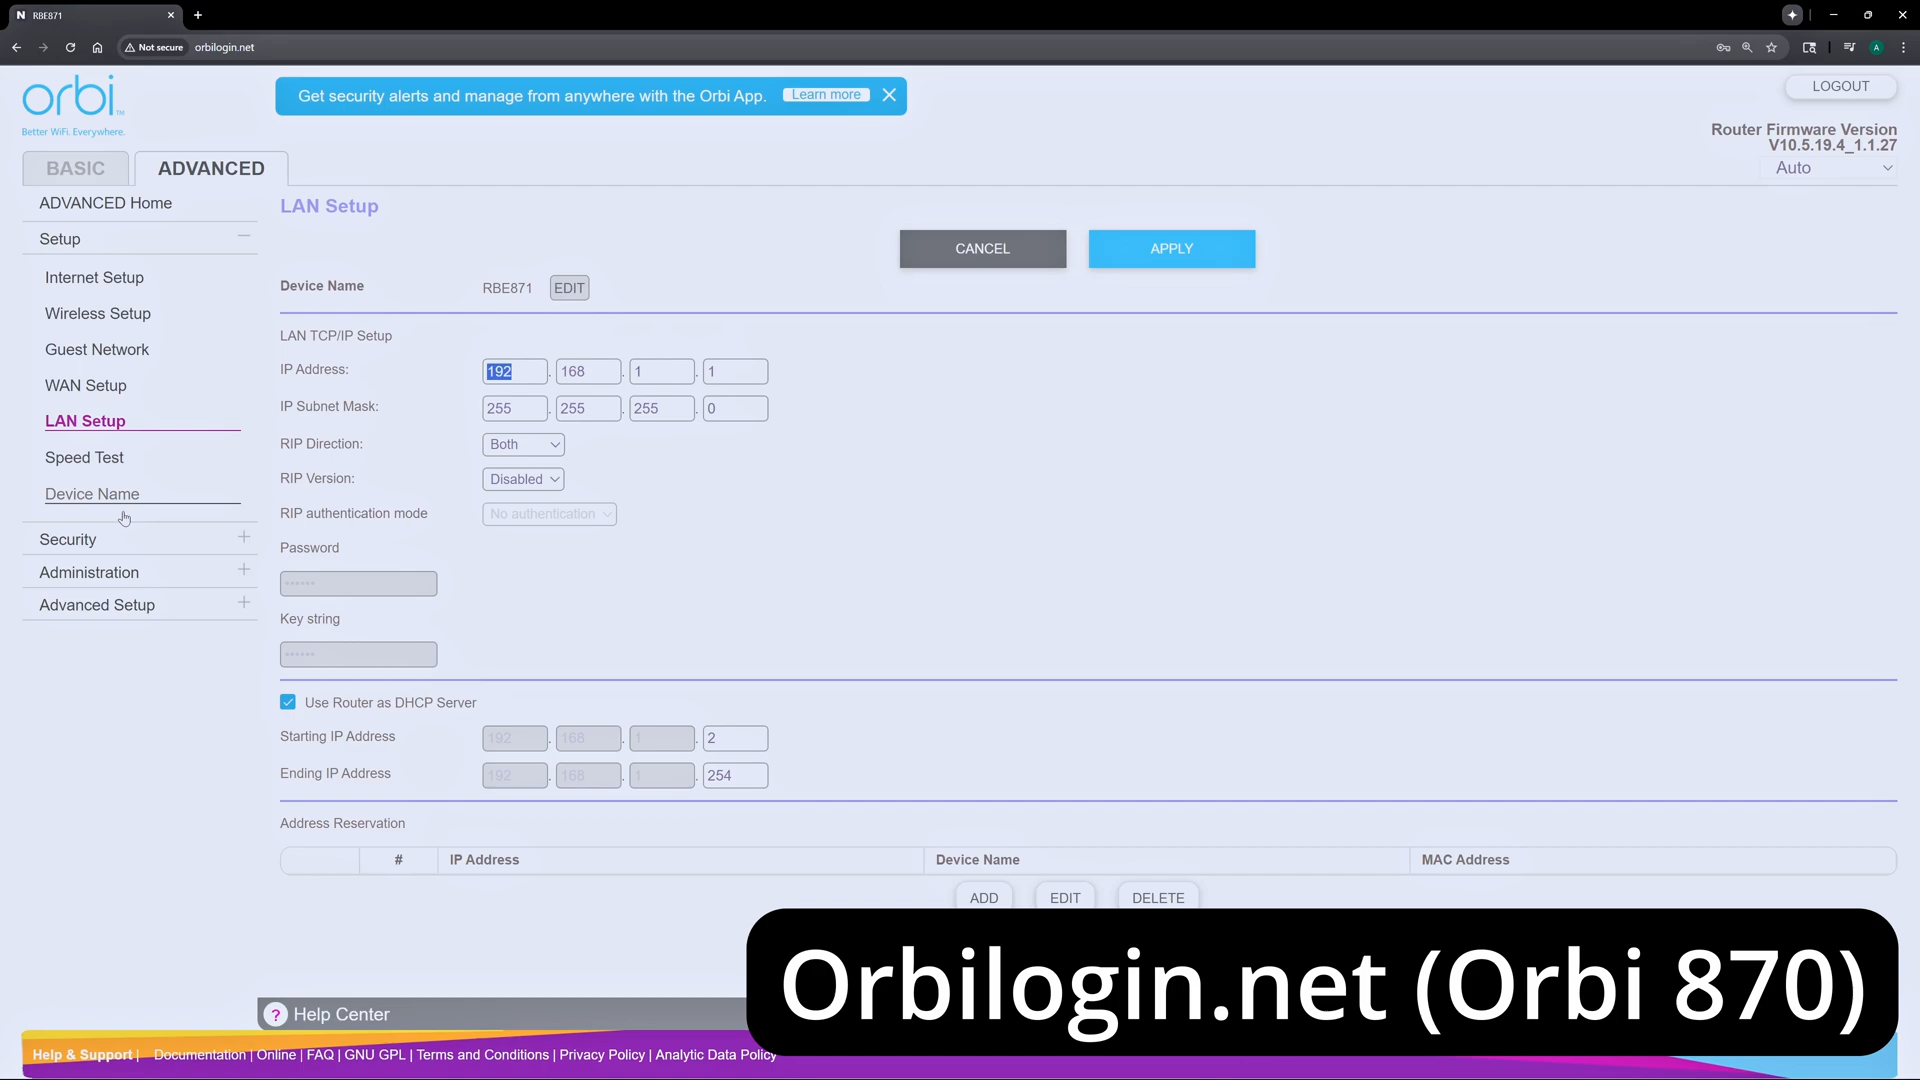 RBE871
Not secure
orbilogin.net
A
orbi
Better WiFi. Everywhere.
Get security alerts and manage from anywhere with the Orbi App.
Learn more
LOGOUT
Router Firmware Version
V10.5.19.4_1.1.27
Auto
BASIC
ADVANCED
ADVANCED Home
Setup
Internet Setup
Wireless Setup
Guest Network
WAN Setup
LAN Setup
Speed Test
Device Name
Security
Administration
Advanced Setup
LAN Setup
CANCEL
APPLY
Device Name RBE871 EDIT
LAN TCP/IP Setup
IP Address: 192 . 168 . 1 . 1
IP Subnet Mask: 255 . 255 . 255 . 0
RIP Direction: Both
RIP Version: Disabled
RIP authentication mode No authentication
Password
••••••
Key string
••••••
Use Router as DHCP Server
Starting IP Address 192 . 168 . 1 . 2
Ending IP Address 192 . 168 . 1 . 254
Address Reservation
# IP Address Device Name MAC Address
ADD EDIT DELETE
Orbilogin.net (Orbi 870)
? Help Center
Help & Support | Documentation | Online | FAQ | GNU GPL | Terms and Conditions | Privacy Policy | Analytic Data Policy